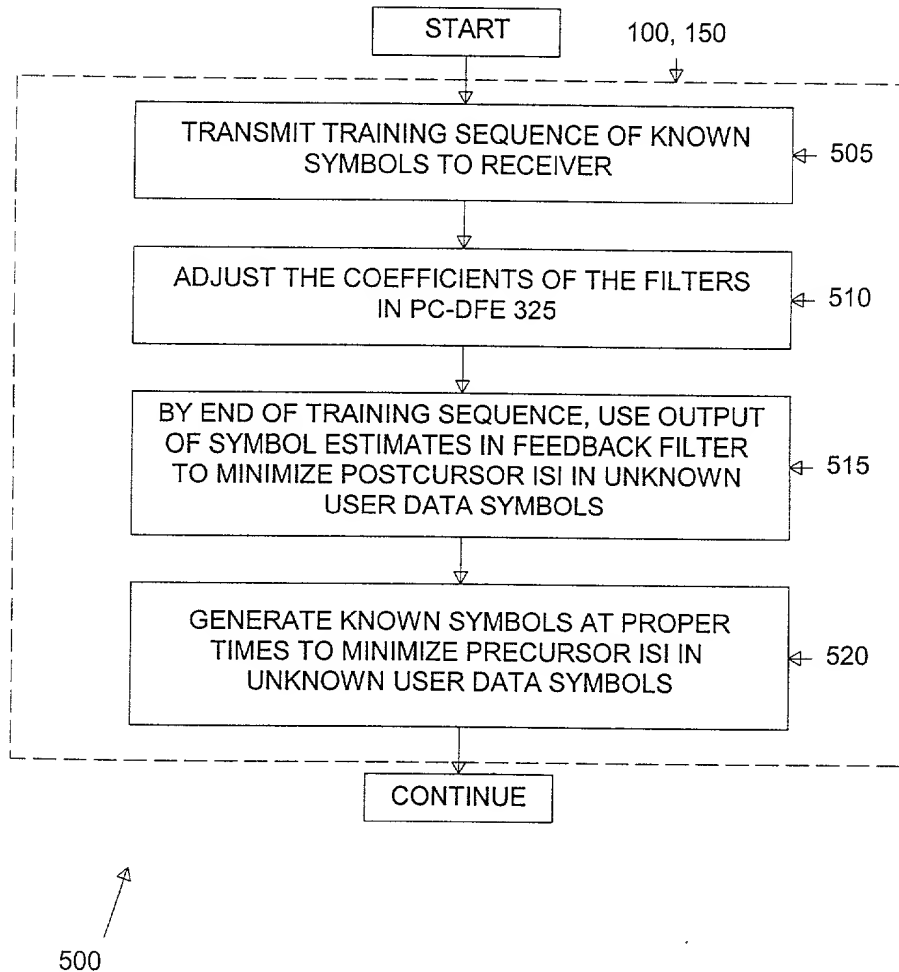 START
100, 150
TRANSMIT TRAINING SEQUENCE OF KNOWN
SYMBOLS TO RECEIVER
505
ADJUST THE COEFFICIENTS OF THE FILTERS
IN PC-DFE 325
510
BY END OF TRAINING SEQUENCE, USE OUTPUT
OF SYMBOL ESTIMATES IN FEEDBACK FILTER
TO MINIMIZE POSTCURSOR ISI IN UNKNOWN
USER DATA SYMBOLS
515
GENERATE KNOWN SYMBOLS AT PROPER
TIMES TO MINIMIZE PRECURSOR ISI IN
UNKNOWN USER DATA SYMBOLS
520
CONTINUE
500